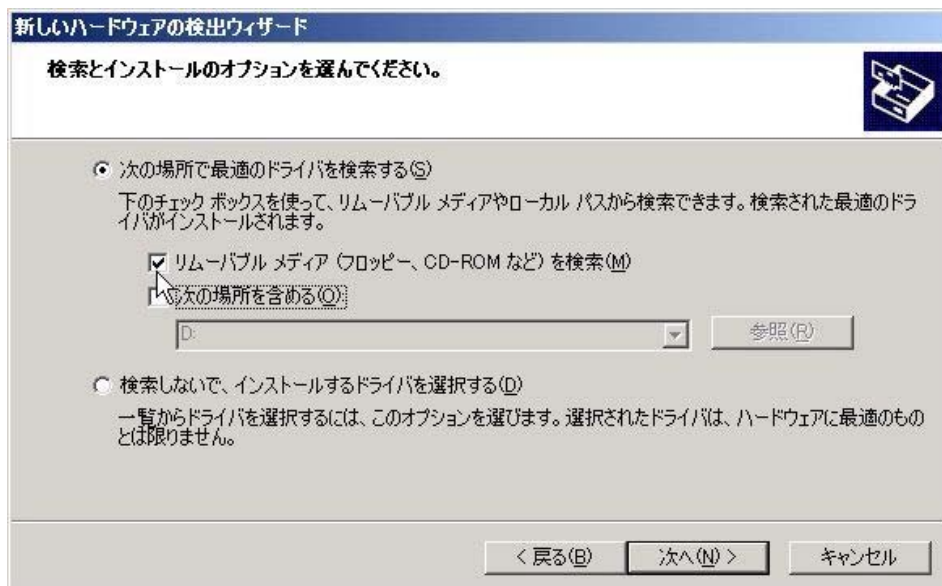 新しいハードウェアの検出ウィザード
検索とインストールのオプションを選んでください。
次の場所で最適のドライバを検索する(S)
下のチェック ボックスを使って、リムーバブル メディアやローカル パスから検索できます。検索された最適のドラ
イバがインストールされます。
リムーバブル メディア (フロッピー、CD-ROM など) を検索(M)
次の場所を含める(O):
D:
参照(R)
検索しないで、インストールするドライバを選択する(D)
一覧からドライバを選択するには、このオプションを選びます。選択されたドライバは、ハードウェアに最適のもの
とは限りません。
< 戻る(B)
次へ(N) >
キャンセル